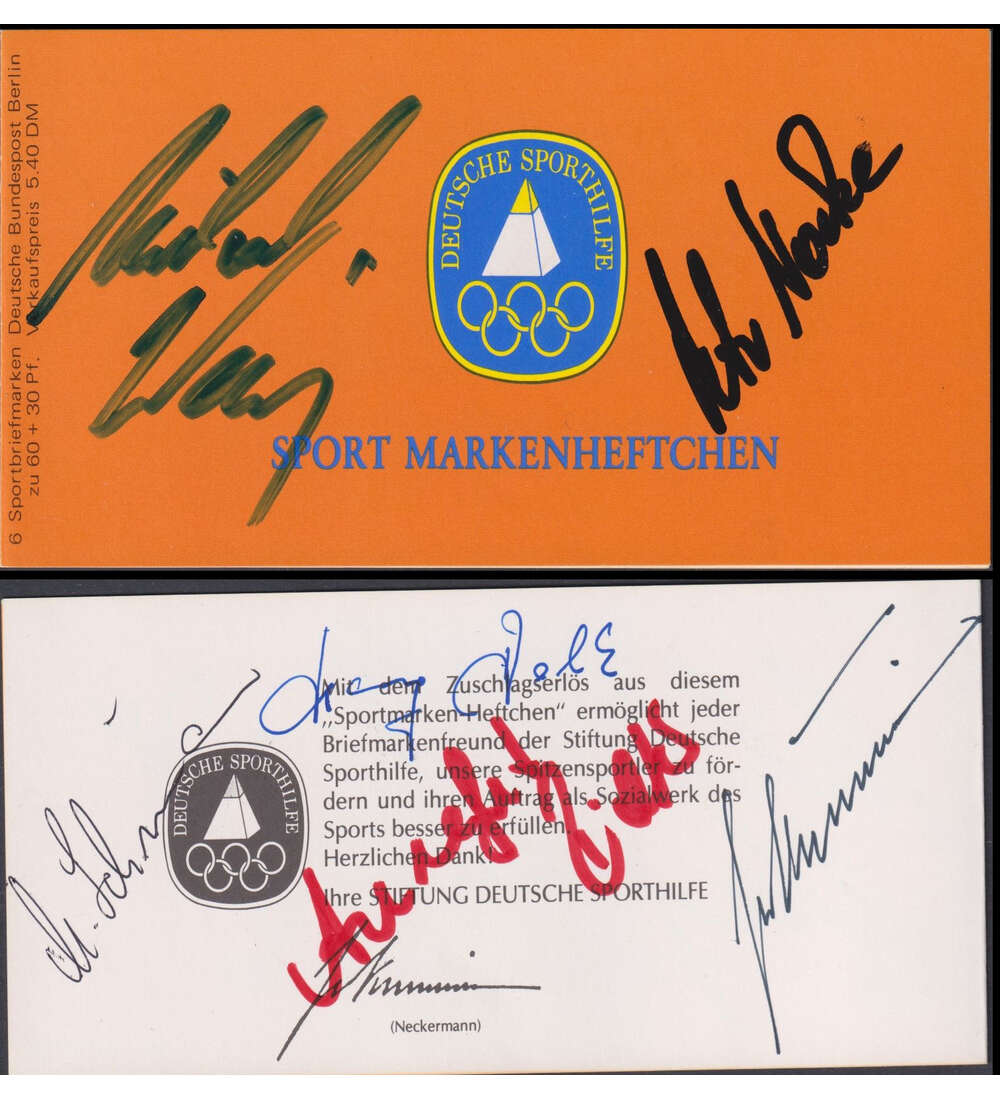 6 Sportbriefmarken Deutsche Bundespost Berlin
zu 60 + 30 Pf. Verkaufspreis 5.40 DM
DEUTSCHE SPORTHILFE
SPORT MARKENHEFTCHEN
Mit dem Zuschlagserlös aus diesem
„Sportmarken-Heftchen“ ermöglicht jeder
Briefmarkenfreund der Stiftung Deutsche
Sporthilfe, unsere Spitzensportler zu för-
dern und ihren Auftrag als Sozialwerk des
Sports besser zu erfüllen.
Herzlichen Dank!
Ihre STIFTUNG DEUTSCHE SPORTHILFE
DEUTSCHE SPORTHILFE
(Neckermann)